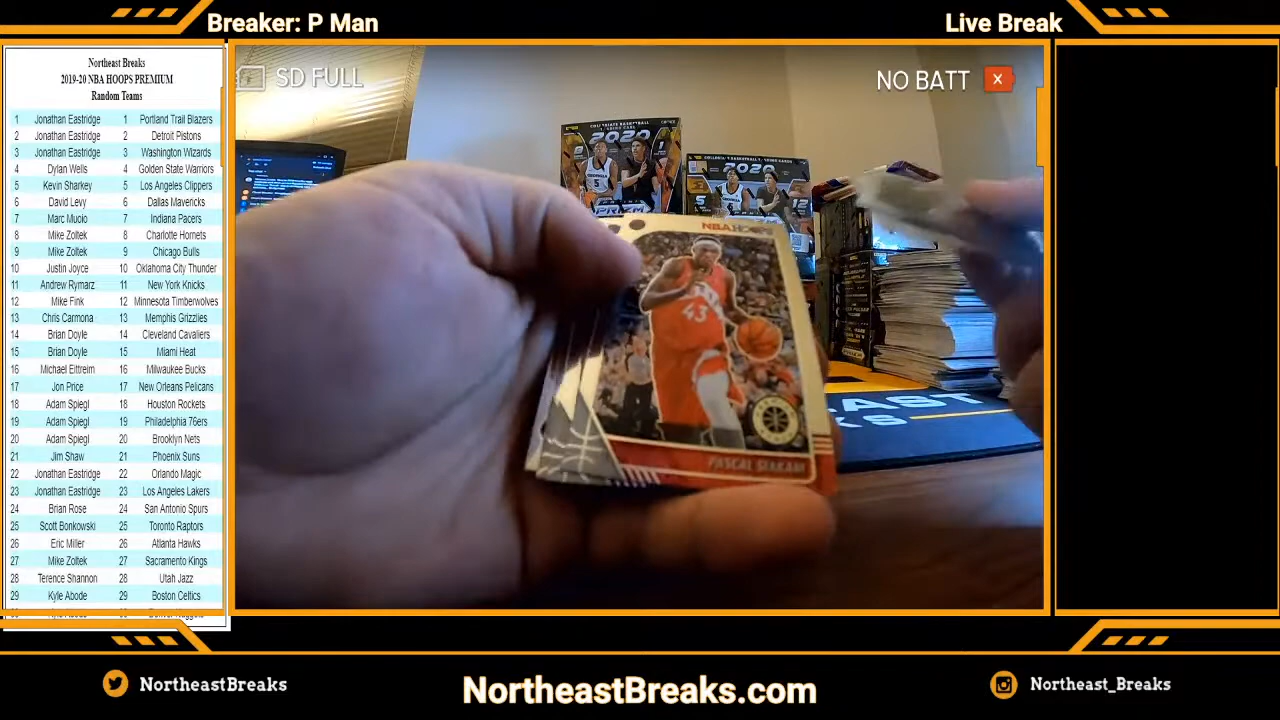 Breaker: P Man
Live Break
Northeast Breaks
2019-20 NBA HOOPS PREMIUM
Random Teams
1 Jonathan Eastridge 1 Portland Trail Blazers
2 Jonathan Eastridge 2 Detroit Pistons
3 Jonathan Eastridge 3 Washington Wizards
4 Dylan Wells 4 Golden State Warriors
5 Kevin Sharkey 5 Los Angeles Clippers
6 David Levy 6 Dallas Mavericks
7 Marc Mucio 7 Indiana Pacers
8 Mike Zoltek 8 Charlotte Hornets
9 Mike Zoltek 9 Chicago Bulls
10 Justin Joyce 10 Oklahoma City Thunder
11 Andrew Rymarz 11 New York Knicks
12 Mike Fink 12 Minnesota Timberwolves
13 Chris Carmona 13 Memphis Grizzlies
14 Brian Doyle 14 Cleveland Cavaliers
15 Brian Doyle 15 Miami Heat
16 Michael Eittreim 16 Milwaukee Bucks
17 Jon Price 17 New Orleans Pelicans
18 Adam Spiegl 18 Houston Rockets
19 Adam Spiegl 19 Philadelphia 76ers
20 Adam Spiegl 20 Brooklyn Nets
21 Jim Shaw 21 Phoenix Suns
22 Jonathan Eastridge 22 Orlando Magic
23 Jonathan Eastridge 23 Los Angeles Lakers
24 Brian Rose 24 San Antonio Spurs
25 Scott Bonkowski 25 Toronto Raptors
26 Eric Miller 26 Atlanta Hawks
27 Mike Zoltek 27 Sacramento Kings
28 Terence Shannon 28 Utah Jazz
29 Kyle Abode 29 Boston Celtics
SD FULL
NO BATT
2020
PRIZM
2020
NBA HOOPS
43
PASCAL SIAKAM
AST
KS
NortheastBreaks
NortheastBreaks.com
Northeast_Breaks